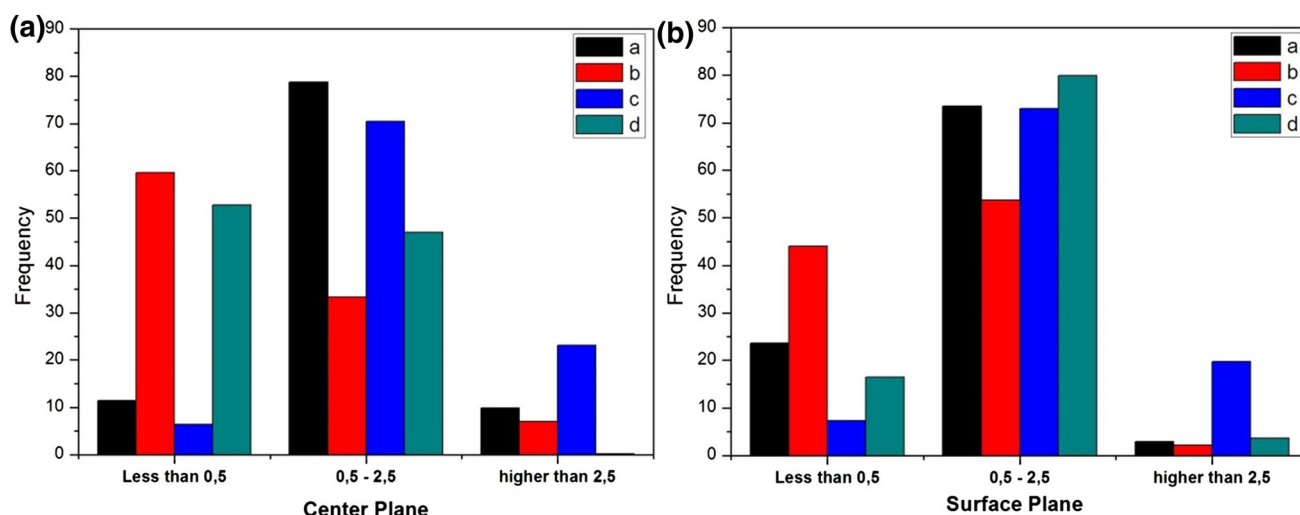 (a)
90
80
70
60
50
40
30
20
10
0
Frequency
a
b
c
d
Less than 0,5
0,5 - 2,5
higher than 2,5
Center Plane
(b)
90
80
70
60
50
40
30
20
10
0
Frequency
a
b
c
d
Less than 0,5
0,5 - 2,5
higher than 2,5
Surface Plane